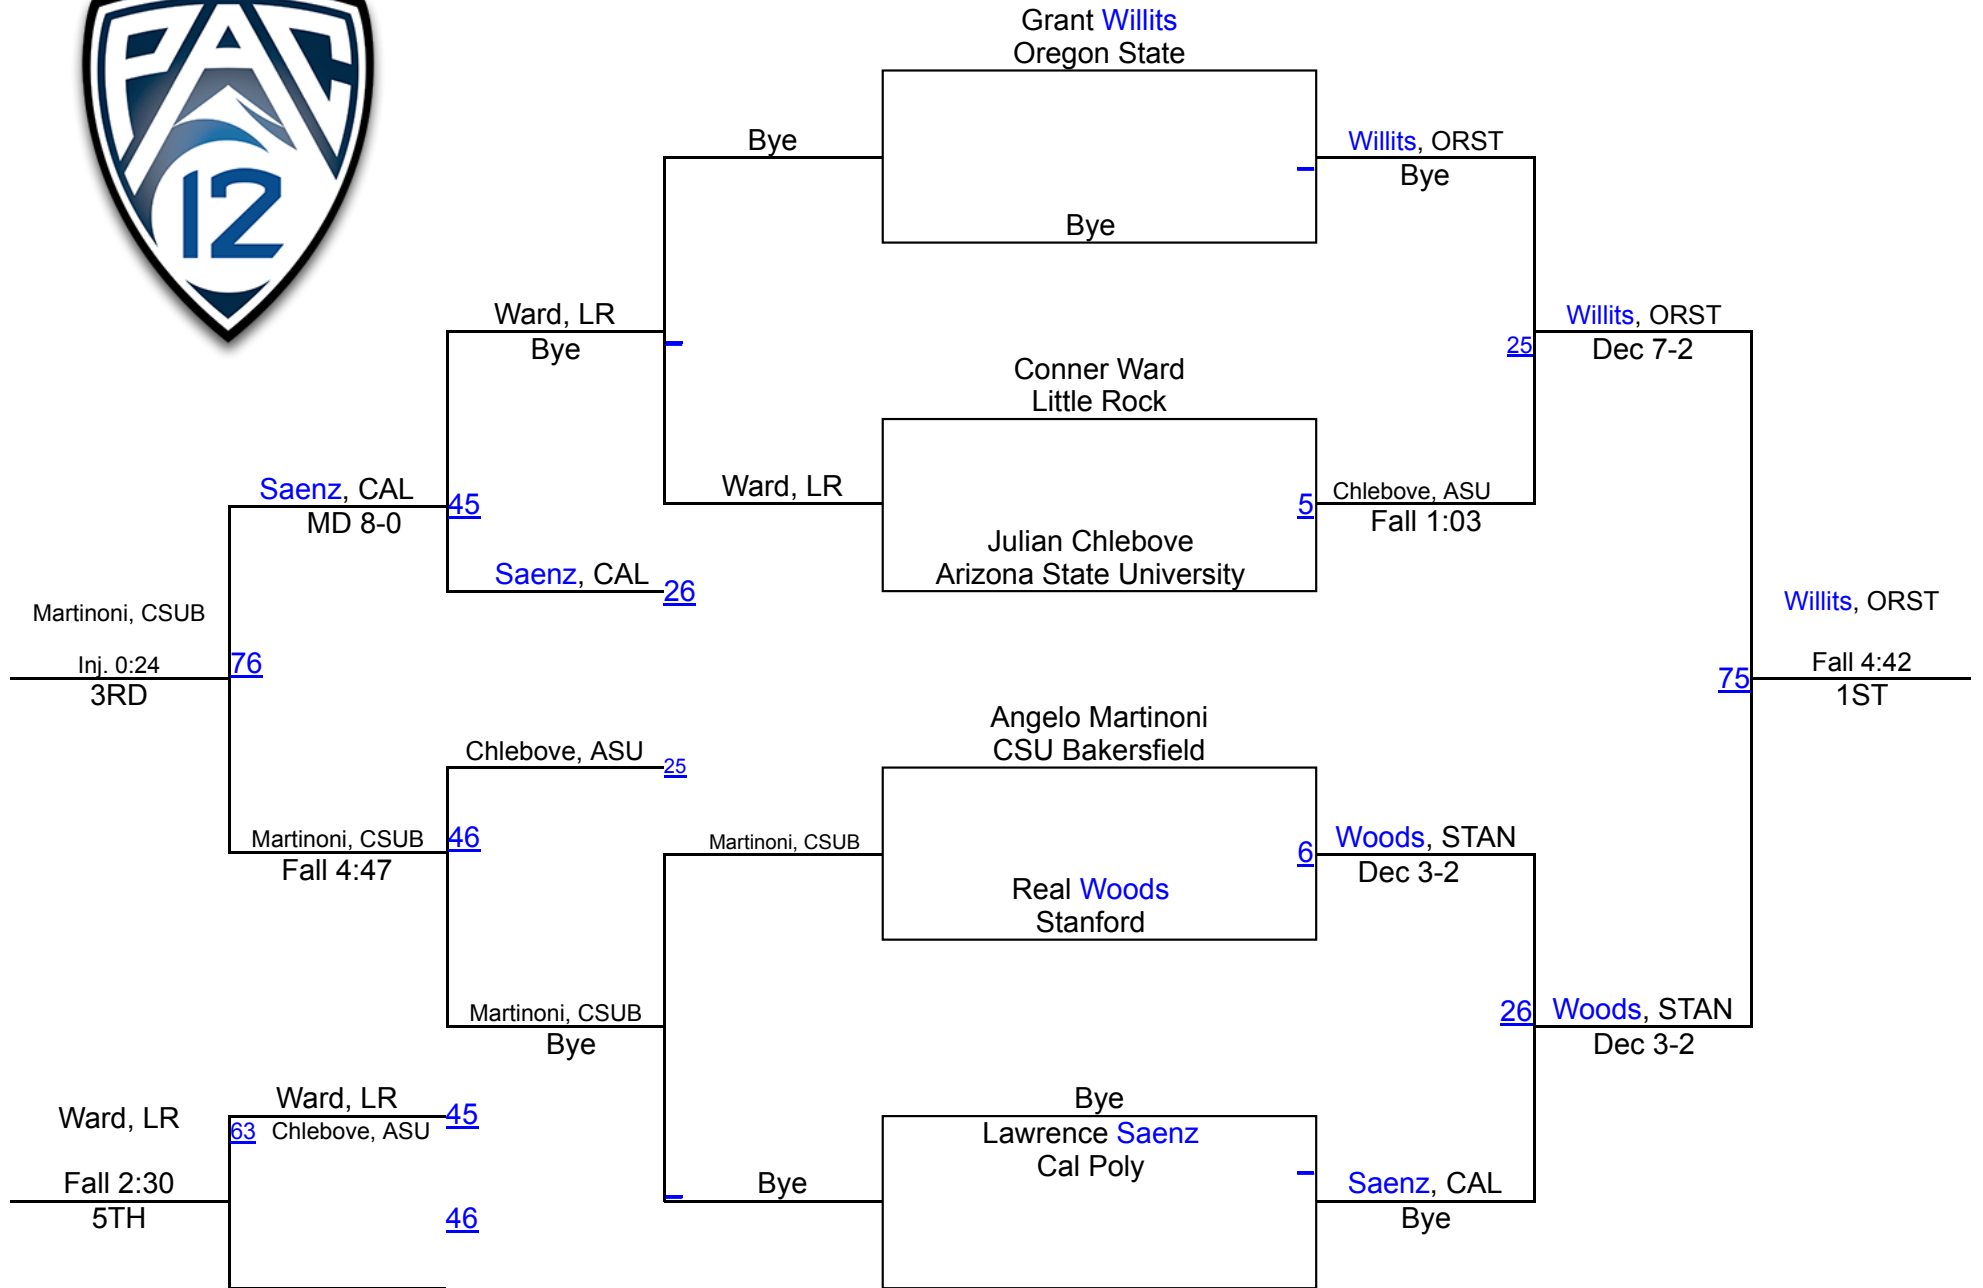 PAC
12
Grant Willits
Oregon State
Bye
Willits, ORST
Bye
Bye
Ward, LR
Bye
Willits, ORST
25
Dec 7-2
Conner Ward
Little Rock
Saenz, CAL
45
MD 8-0
Ward, LR
5
Chlebove, ASU
Fall 1:03
Julian Chlebove
Arizona State University
Saenz, CAL
26
Martinoni, CSUB
Inj. 0:24
76
3RD
Willits, ORST
75
Fall 4:42
1ST
Angelo Martinoni
CSU Bakersfield
Chlebove, ASU
25
Martinoni, CSUB
46
Fall 4:47
Martinoni, CSUB
6
Woods, STAN
Dec 3-2
Real Woods
Stanford
Martinoni, CSUB
Bye
26
Woods, STAN
Dec 3-2
Ward, LR
Ward, LR
45
63
Chlebove, ASU
Fall 2:30
5TH
46
Bye
Lawrence Saenz
Cal Poly
Bye
Saenz, CAL
Bye